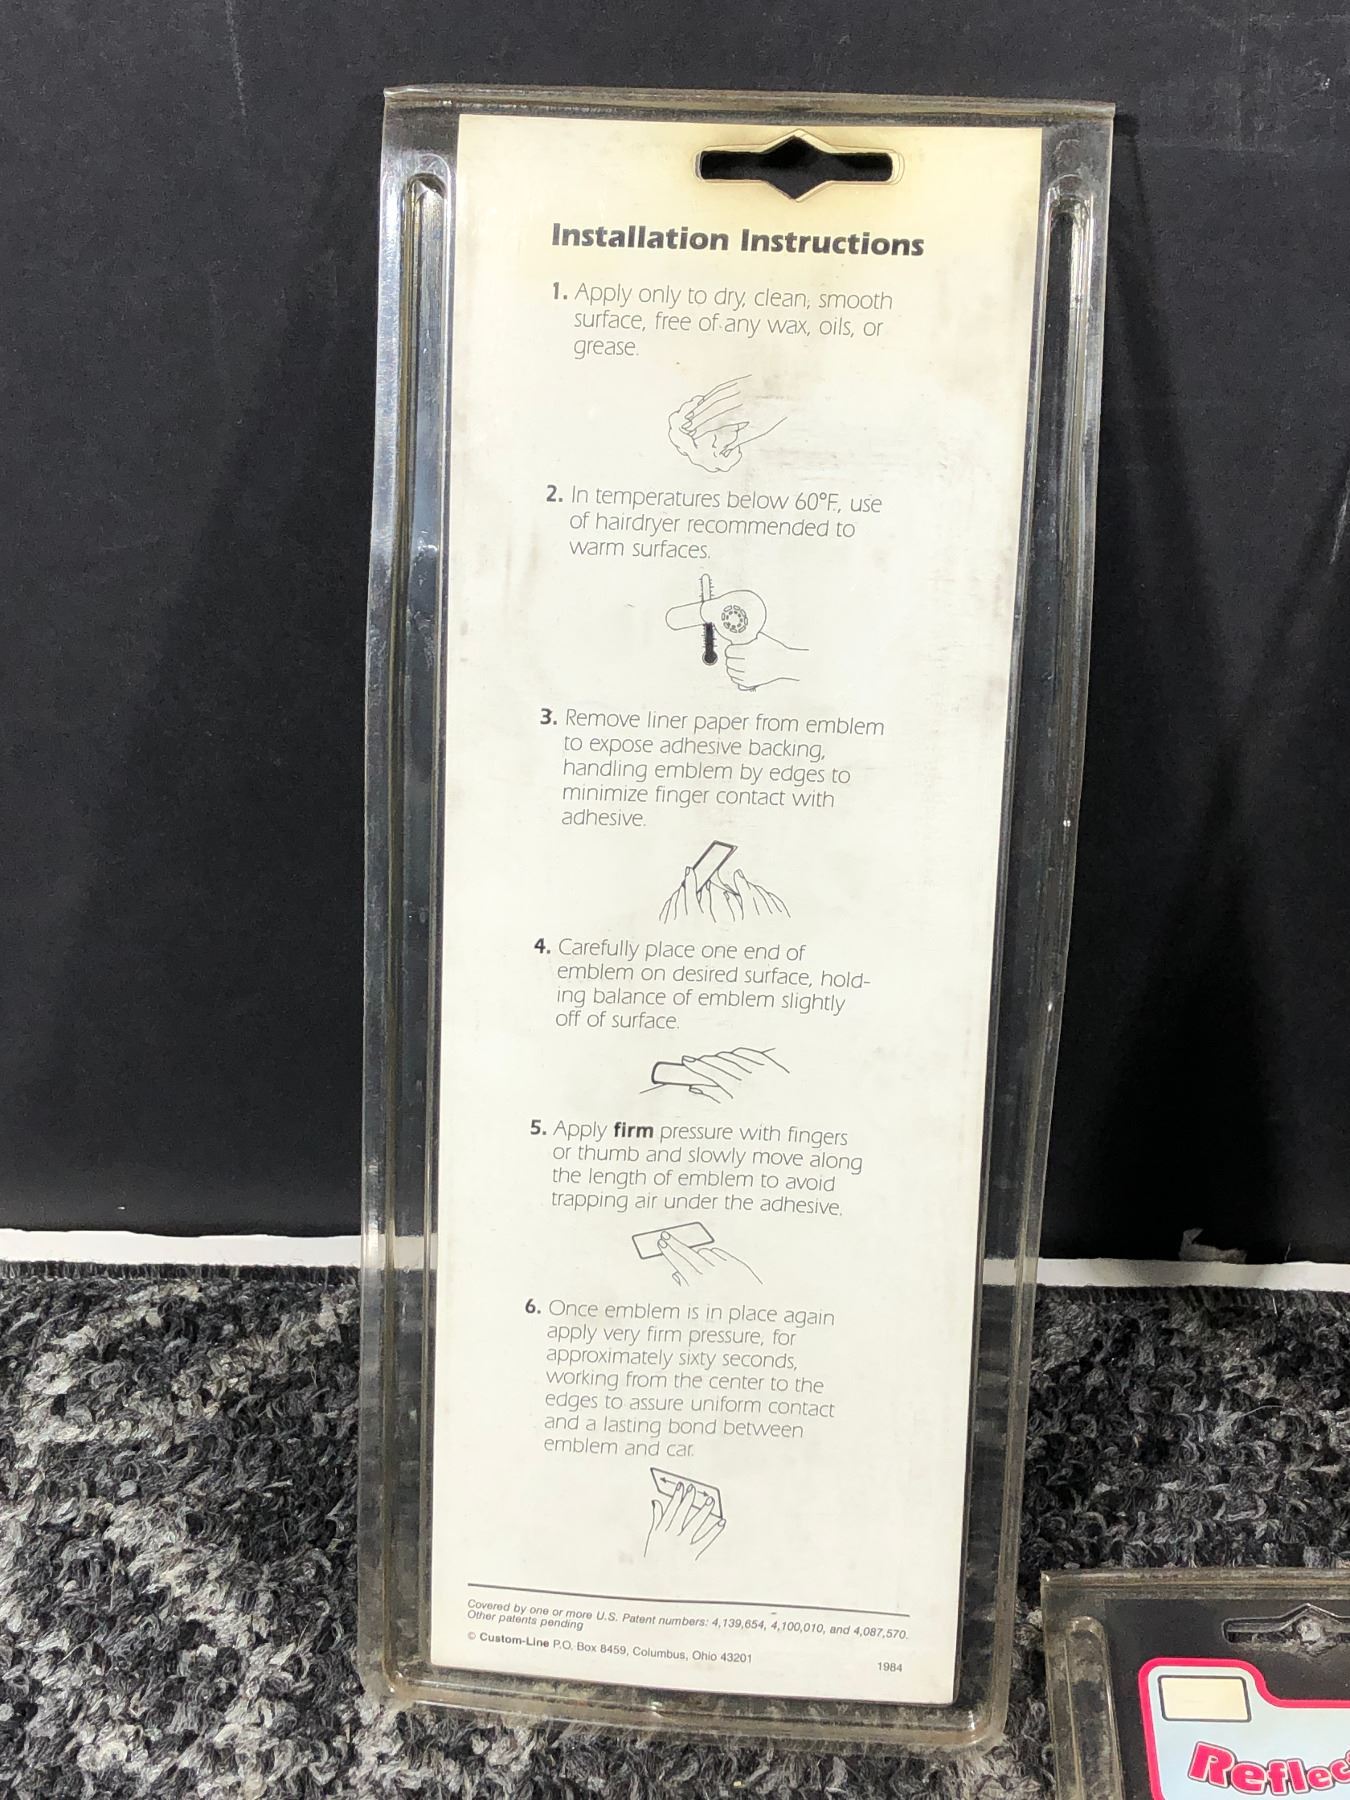 Installation Instructions
1. Apply only to dry, clean, smooth
surface, free of any wax, oils, or
grease.
2. In temperatures below 60°F., use
of hairdryer recommended to
warm surfaces.
3. Remove liner paper from emblem
to expose adhesive backing,
handling emblem by edges to
minimize finger contact with
adhesive.
4. Carefully place one end of
emblem on desired surface, hold-
ing balance of emblem slightly
off of surface.
5. Apply firm pressure with fingers
or thumb and slowly move along
the length of emblem to avoid
trapping air under the adhesive.
6. Once emblem is in place again
apply very firm pressure, for
approximately sixty seconds,
working from the center to the
edges to assure uniform contact
and a lasting bond between
emblem and car.
Covered by one or more U.S. Patent numbers: 4,139,654, 4,100,010, and 4,087,570.
Other patents pending
© Custom-Line P.O. Box 8459, Columbus, Ohio 43201
1984